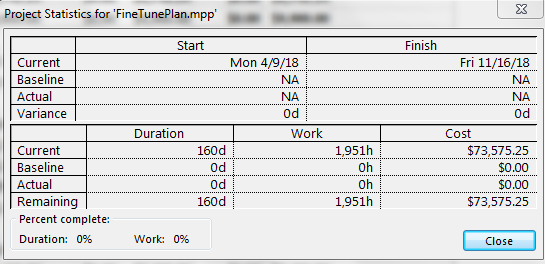 Project Statistics for 'FineTunePlan.mpp'
Start Finish
Current Mon 4/9/18 Fri 11/16/18
Baseline NA NA
Actual NA NA
Variance 0d 0d
Duration Work Cost
Current 160d 1,951h $73,575.25
Baseline 0d 0h $0.00
Actual 0d 0h $0.00
Remaining 160d 1,951h $73,575.25
Percent complete:
Duration: 0% Work: 0%
Close